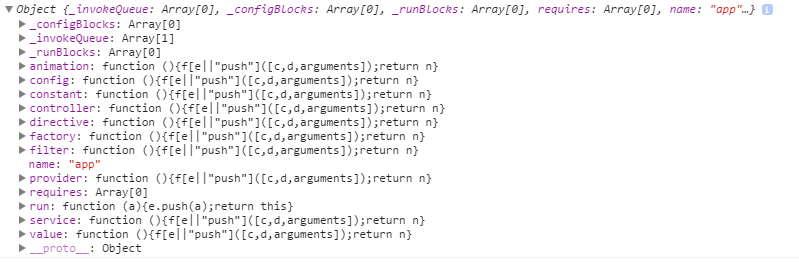 Object {_invokeQueue: Array[0], _configBlocks: Array[0], _runBlocks: Array[0], requires: Array[0], name: "app"…} i
_configBlocks: Array[0]
_invokeQueue: Array[1]
_runBlocks: Array[0]
animation: function (){f[e||"push"]([c,d,arguments]);return n}
config: function (){f[e||"push"]([c,d,arguments]);return n}
constant: function (){f[e||"push"]([c,d,arguments]);return n}
controller: function (){f[e||"push"]([c,d,arguments]);return n}
directive: function (){f[e||"push"]([c,d,arguments]);return n}
factory: function (){f[e||"push"]([c,d,arguments]);return n}
filter: function (){f[e||"push"]([c,d,arguments]);return n}
name: "app"
provider: function (){f[e||"push"]([c,d,arguments]);return n}
requires: Array[0]
run: function (a){e.push(a);return this}
service: function (){f[e||"push"]([c,d,arguments]);return n}
value: function (){f[e||"push"]([c,d,arguments]);return n}
__proto__: Object